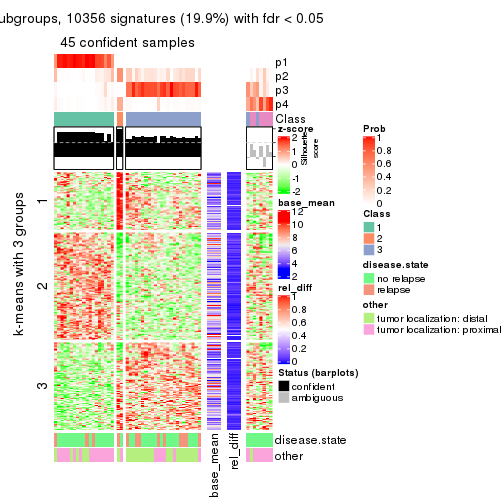 ubgroups, 10356 signatures (19.9%) with fdr < 0.05
45 confident samples
p1
p2
p3
p4
Class
Silhouette
score
k-means with 3 groups
1
2
3
disease.state
other
base_mean
rel_diff
z-score
2
1
0
-1
-2
base_mean
12
10
8
6
4
2
rel_diff
1
0.8
0.6
0.4
0.2
0
Status (barplots)
confident
ambiguous
Prob
1
0.8
0.6
0.4
0.2
0
Class
1
2
3
disease.state
no relapse
relapse
other
tumor localization: distal
tumor localization: proximal